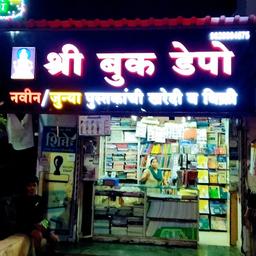 श्री बुक डेपो
नवीन/जुन्या पुस्तकांची खरेदी व विक्री